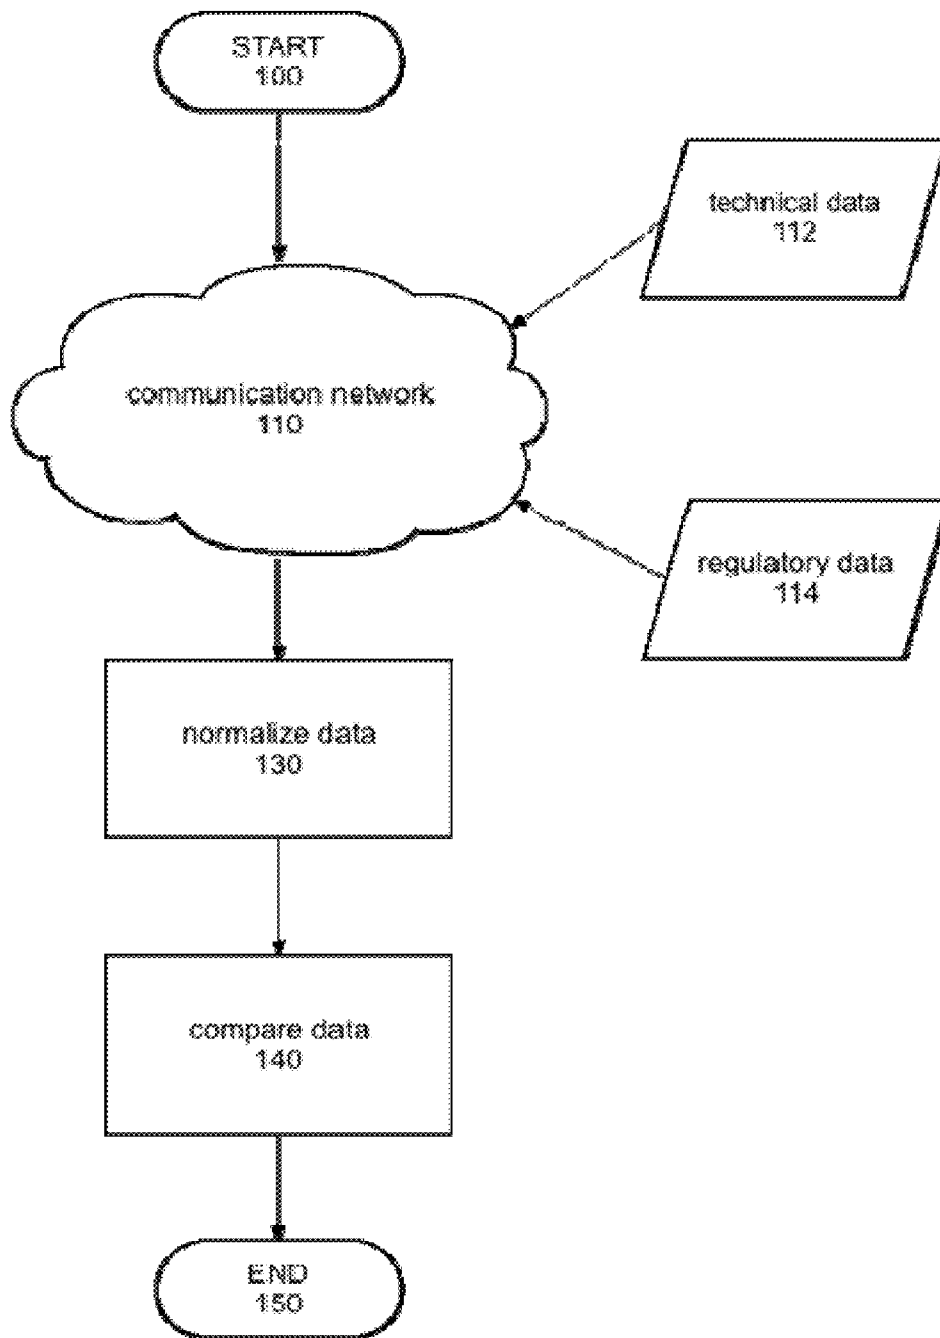 START
100
technical data
112
communication network
110
regulatory data
114
normalize data
130
compare data
140
END
150